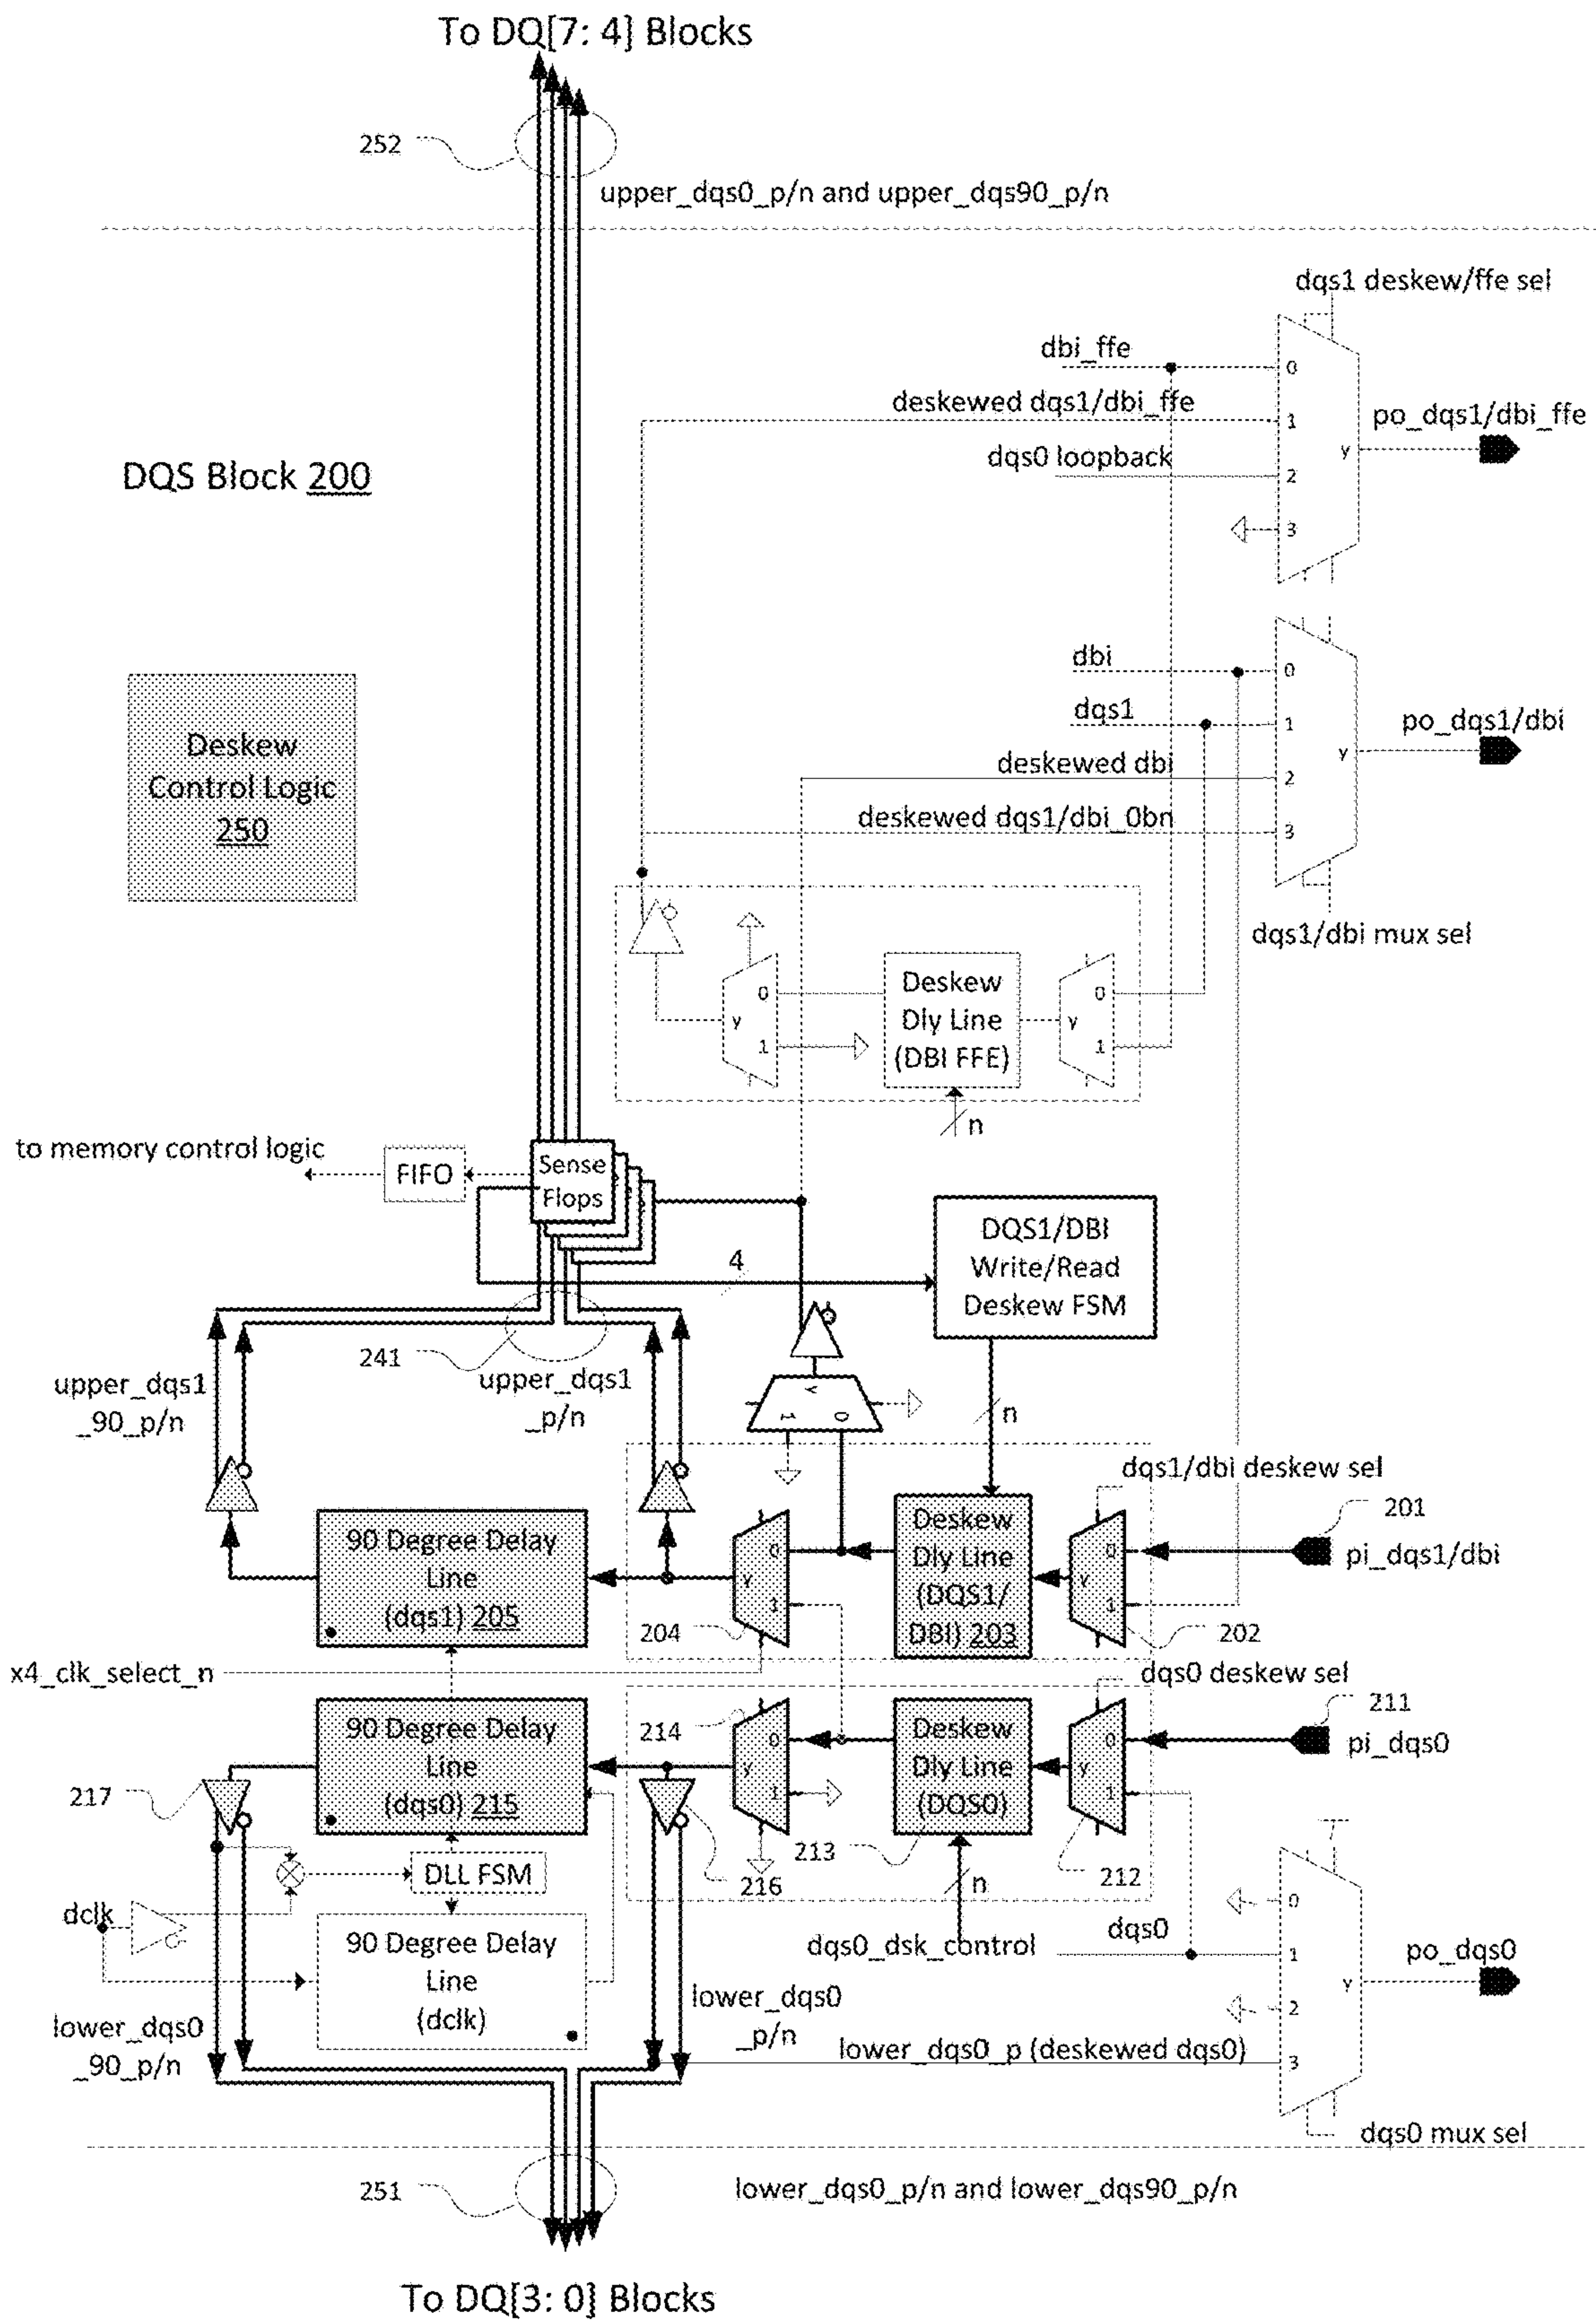 To DQ[7: 4] Blocks
252
upper_dqs0_p/n and upper_dqs90_p/n
dqs1 deskew/ffe sel
dbi_ffe
0
deskewed dqs1/dbi_ffe
1
po_dqs1/dbi_ffe
y
dqs0 loopback
2
DQS Block 200
3
dbi
0
dqs1
1
po_dqs1/dbi
y
Deskew
Control Logic
250
deskewed dbi
2
deskewed dqs1/dbi_0bn
3
dqs1/dbi mux sel
0
y
1
Deskew
Dly Line
(DBI FFE)
0
y
1
n
to memory control logic
FIFO
Sense
Flops
DQS1/DBI
Write/Read
Deskew FSM
4
241
upper_dqs1
_90_p/n
upper_dqs1
_p/n
y
1
0
n
dqs1/dbi deskew sel
201
pi_dqs1/dbi
90 Degree Delay
Line
(dqs1) 205
0
y
1
204
Deskew
Dly Line
(DQS1/
DBI) 203
0
y
1
202
x4_clk_select_n
dqs0 deskew sel
211
pi_dqs0
90 Degree Delay
Line
(dqs0) 215
214
0
y
1
Deskew
Dly Line
(DQS0)
0
y
1
217
213
212
216
n
DLL FSM
dclk
90 Degree Delay
Line
(dclk)
dqs0_dsk_control
dqs0
0
1
y
2
3
po_dqs0
lower_dqs0
_90_p/n
lower_dqs0
_p/n
lower_dqs0_p (deskewed dqs0)
dqs0 mux sel
251
lower_dqs0_p/n and lower_dqs90_p/n
To DQ[3: 0] Blocks